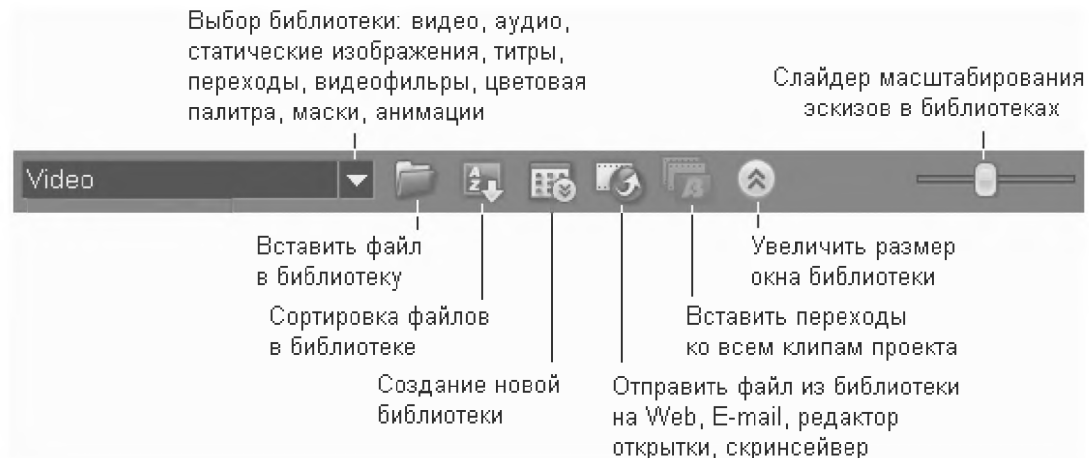 Выбор библиотеки: видео, аудио,
статические изображения, титры,
переходы, видеофильры, цветовая
палитра, маски, анимации
Слайдер масштабирования
эскизов в библиотеках
Video
Вставить файл
в библиотеку
Увеличить размер
окна библиотеки
Сортировка файлов
в библиотеке
Вставить переходы
ко всем клипам проекта
Создание новой
библиотеки
Отправить файл из библиотеки
на Web, E-mail, редактор
открытки, скринсейвер